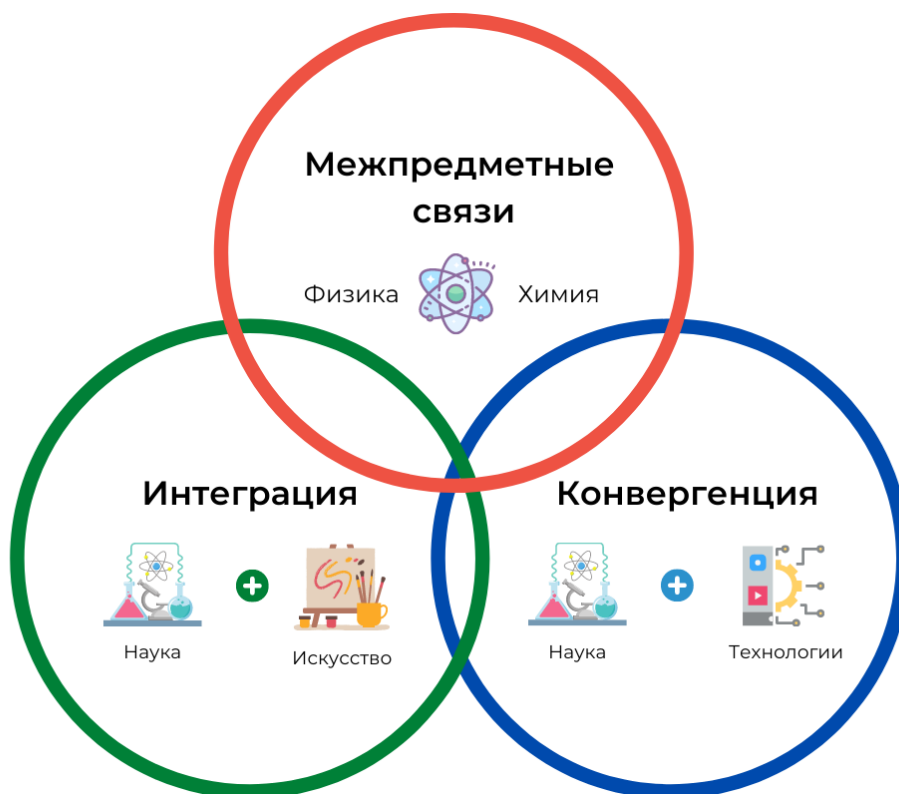 Межпредметные
связи
Физика Химия
Интеграция
Наука
Искусство
Конвергенция
Наука
Технологии